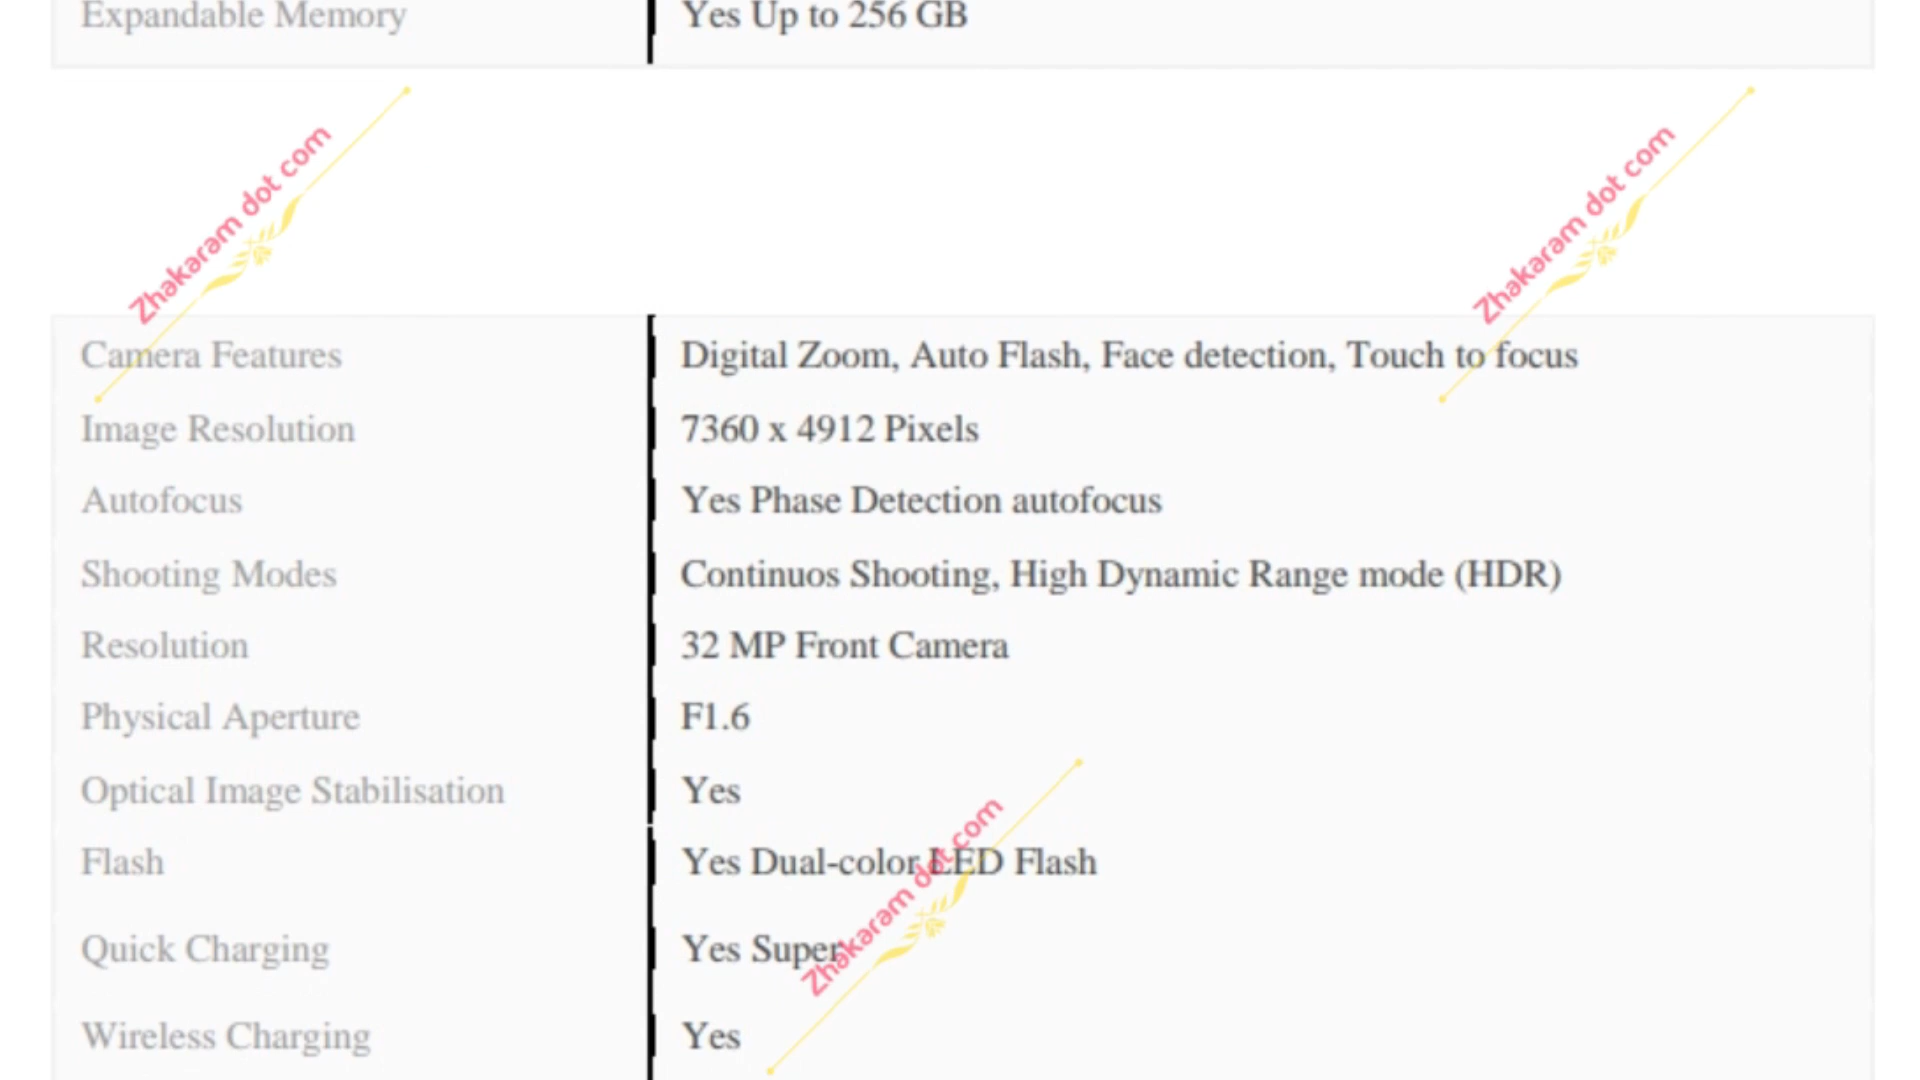 Expandable Memory Yes Up to 256 GB
Zhakaram dot com
Zhakaram dot com
Camera Features Digital Zoom, Auto Flash, Face detection, Touch to focus
Image Resolution 7360 x 4912 Pixels
Autofocus Yes Phase Detection autofocus
Shooting Modes Continuos Shooting, High Dynamic Range mode (HDR)
Resolution 32 MP Front Camera
Physical Aperture F1.6
Optical Image Stabilisation Yes
Flash Yes Dual-color LED Flash
Zhakaram dot com
Quick Charging Yes Super
Wireless Charging Yes